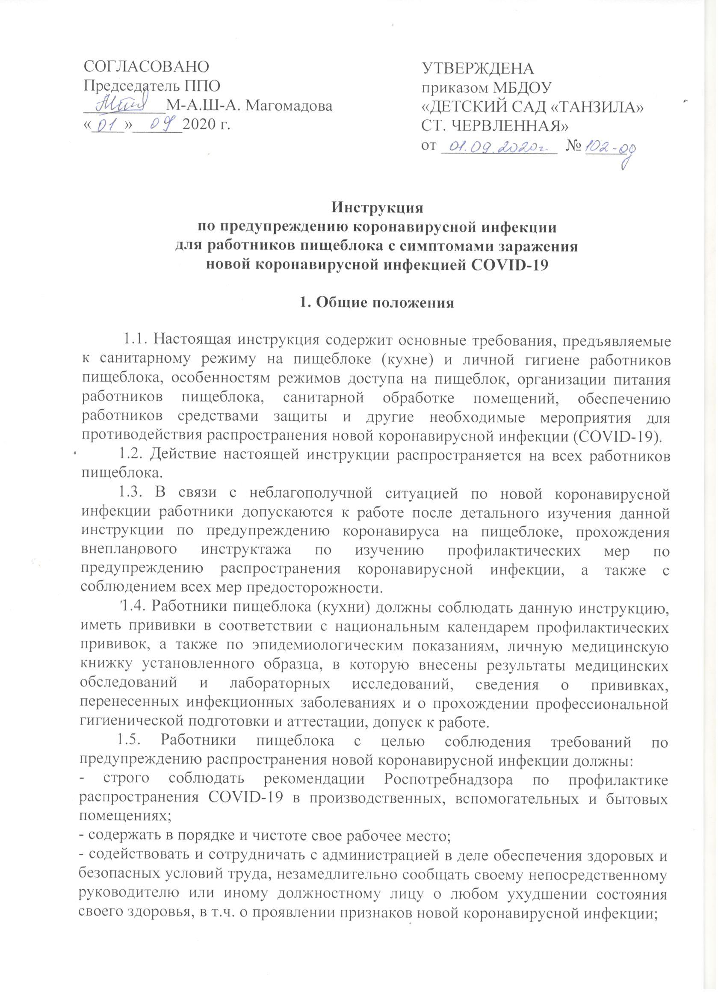 СОГЛАСОВАНО
Председатель ППО
__________М-А.Ш-А. Магомадова
«01» 09 2020 г.
УТВЕРЖДЕНА
приказом МБДОУ
«ДЕТСКИЙ САД «ТАНЗИЛА»
СТ. ЧЕРВЛЕННАЯ»
от 01.09.2020г. № 102-од
Инструкция
по предупреждению коронавирусной инфекции
для работников пищеблока с симптомами заражения
новой коронавирусной инфекцией COVID-19
1. Общие положения
1.1. Настоящая инструкция содержит основные требования, предъявляемые
к санитарному режиму на пищеблоке (кухне) и личной гигиене работников
пищеблока, особенностям режимов доступа на пищеблок, организации питания
работников пищеблока, санитарной обработке помещений, обеспечению
работников средствами защиты и другие необходимые мероприятия для
противодействия распространения новой коронавирусной инфекции (COVID-19).
1.2. Действие настоящей инструкции распространяется на всех работников
пищеблока.
1.3. В связи с неблагополучной ситуацией по новой коронавирусной
инфекции работники допускаются к работе после детального изучения данной
инструкции по предупреждению коронавируса на пищеблоке, прохождения
внепланового инструктажа по изучению профилактических мер по
предупреждению распространения коронавирусной инфекции, а также с
соблюдением всех мер предосторожности.
1.4. Работники пищеблока (кухни) должны соблюдать данную инструкцию,
иметь прививки в соответствии с национальным календарем профилактических
прививок, а также по эпидемиологическим показаниям, личную медицинскую
книжку установленного образца, в которую внесены результаты медицинских
обследований и лабораторных исследований, сведения о прививках,
перенесенных инфекционных заболеваниях и о прохождении профессиональной
гигиенической подготовки и аттестации, допуск к работе.
1.5. Работники пищеблока с целью соблюдения требований по
предупреждению распространения новой коронавирусной инфекции должны:
- строго соблюдать рекомендации Роспотребнадзора по профилактике
распространения COVID-19 в производственных, вспомогательных и бытовых
помещениях;
- содержать в порядке и чистоте свое рабочее место;
- содействовать и сотрудничать с администрацией в деле обеспечения здоровых и
безопасных условий труда, незамедлительно сообщать своему непосредственному
руководителю или иному должностному лицу о любом ухудшении состояния
своего здоровья, в т.ч. о проявлении признаков новой коронавирусной инфекции;